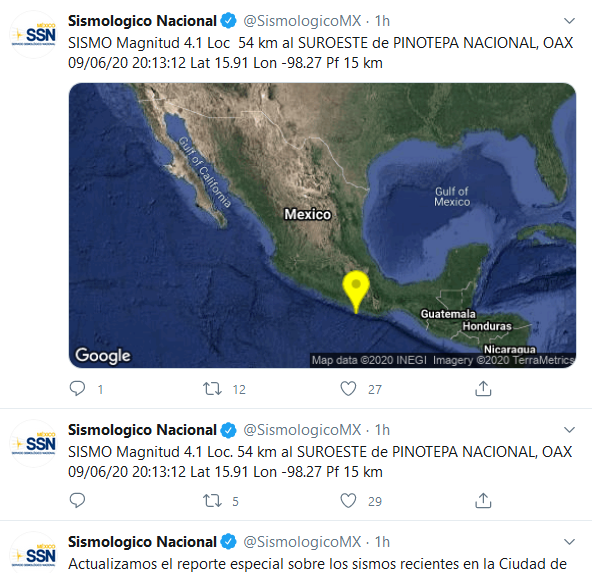 Sismologico Nacional @SismologicoMX · 1h
MÉXICO
SSN
SERVICIO SISMOLÓGICO NACIONAL
SISMO Magnitud 4.1 Loc  54 km al SUROESTE de PINOTEPA NACIONAL, OAX
09/06/20 20:13:12 Lat 15.91 Lon -98.27 Pf 15 km
Gulf of California
Gulf of
Mexico
Mexico
Guatemala
Honduras
Nicaragua
Google
Map data ©2020 INEGI Imagery ©2020 TerraMetrics
1 12 27
Sismologico Nacional @SismologicoMX · 1h
MÉXICO
SSN
SERVICIO SISMOLÓGICO NACIONAL
SISMO Magnitud 4.1 Loc. 54 km al SUROESTE de PINOTEPA NACIONAL, OAX
09/06/20 20:13:12 Lat 15.91 Lon -98.27 Pf 15 km
5 29
Sismologico Nacional @SismologicoMX · 1h
MÉXICO
SSN
SERVICIO SISMOLÓGICO NACIONAL
Actualizamos el reporte especial sobre los sismos recientes en la Ciudad de